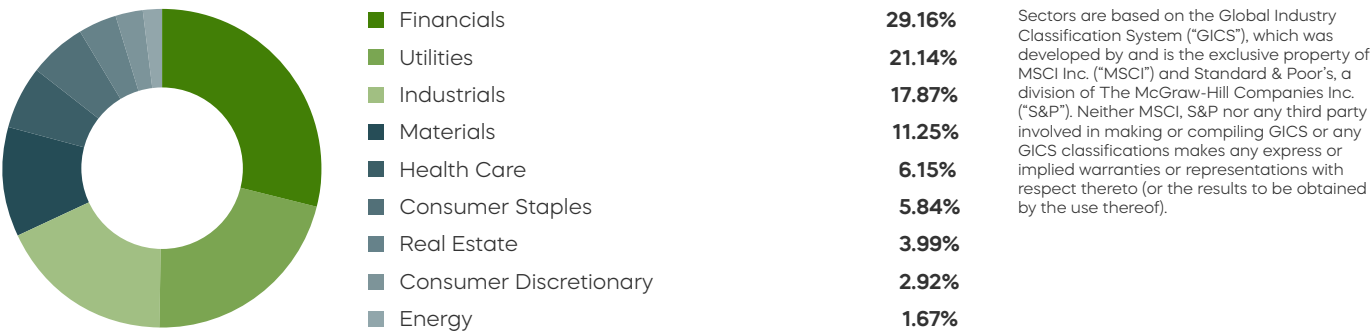 Financials 29.16%
Utilities 21.14%
Industrials 17.87%
Materials 11.25%
Health Care 6.15%
Consumer Staples 5.84%
Real Estate 3.99%
Consumer Discretionary 2.92%
Energy 1.67%
Sectors are based on the Global Industry
Classification System (“GICS”), which was
developed by and is the exclusive property of
MSCI Inc. (“MSCI”) and Standard & Poor’s, a
division of The McGraw-Hill Companies Inc.
(“S&P”). Neither MSCI, S&P nor any third party
involved in making or compiling GICS or any
GICS classifications makes any express or
implied warranties or representations with
respect thereto (or the results to be obtained
by the use thereof).